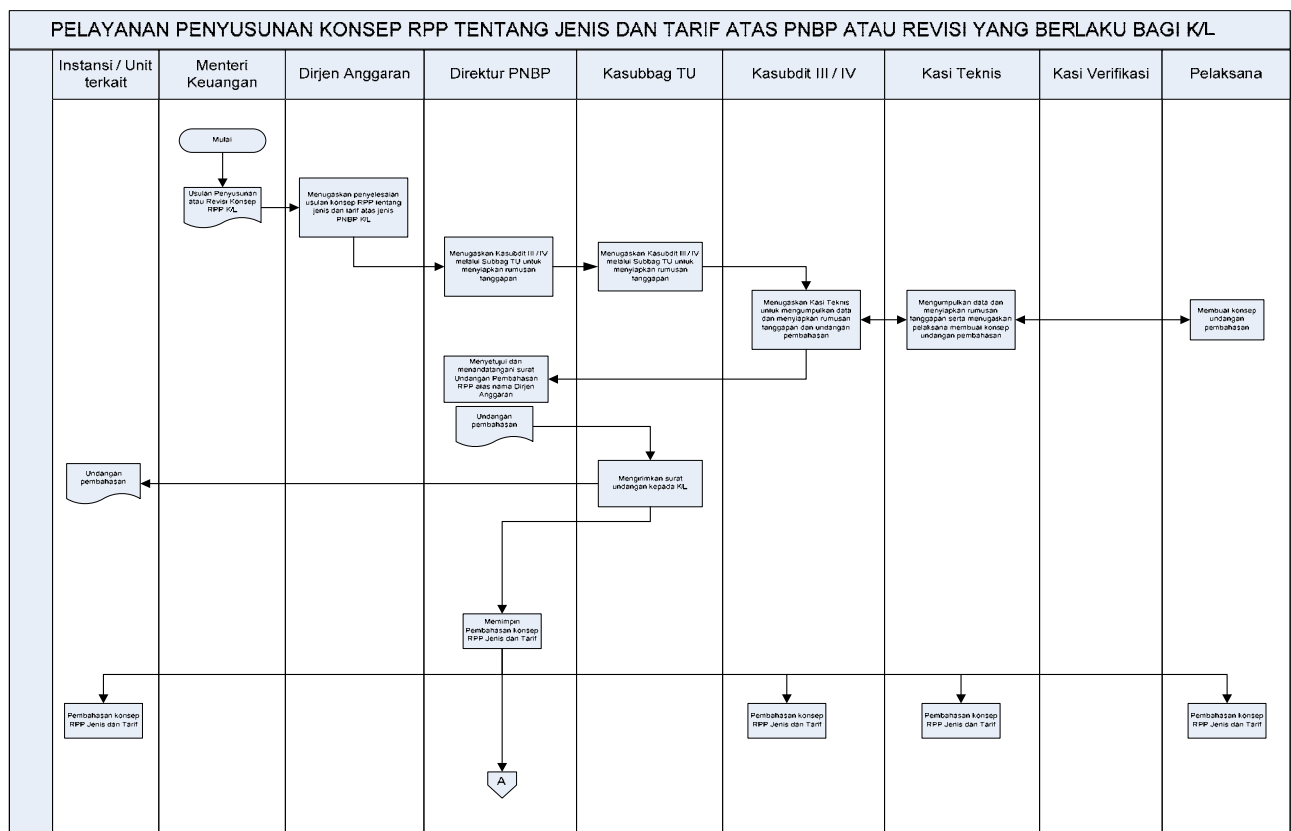 PELAYANAN PENYUSUNAN KONSEP RPP TENTANG JENIS DAN TARIF ATAS PNBP ATAU REVISI YANG BERLAKU BAGI K/L
Instansi / Unit
terkait
Menteri
Keuangan
Dirjen Anggaran
Direktur PNBP
Kasubbag TU
Kasubdit III / IV
Kasi Teknis
Kasi Verifikasi
Pelaksana
Mulai
Usulan Penyusunan
atau Revisi Konsep
RPP K/L
Menugaskan penyelesaian
usulan konsep RPP tentang
jenis dan tarif atas jenis
PNBP K/L
Menugaskan Kasubdit III / IV
melalui Subbag TU untuk
menyiapkan rumusan
tanggapan
Menugaskan Kasubdit III / IV
melalui Subbag TU untuk
menyiapkan rumusan
tanggapan
Menugaskan Kasi Teknis
untuk mengumpulkan data
dan menyiapkan rumusan
tanggapan dan undangan
pembahasan
Mengumpulkan data dan
menyiapkan rumusan
tanggapan serta menugaskan
pelaksana membuat konsep
undangan pembahasan
Membuat konsep
undangan
pembahasan
Menyetujui dan
menandatangani surat
Undangan Pembahasan
RPP atas nama Dirjen
Anggaran
Undangan
pembahasan
Undangan
pembahasan
Mengirimkan surat
undangan kepada K/L
Memimpin
Pembahasan konsep
RPP Jenis dan Tarif
Pembahasan konsep
RPP Jenis dan Tarif
Pembahasan konsep
RPP Jenis dan Tarif
Pembahasan konsep
RPP Jenis dan Tarif
Pembahasan konsep
RPP Jenis dan Tarif
A